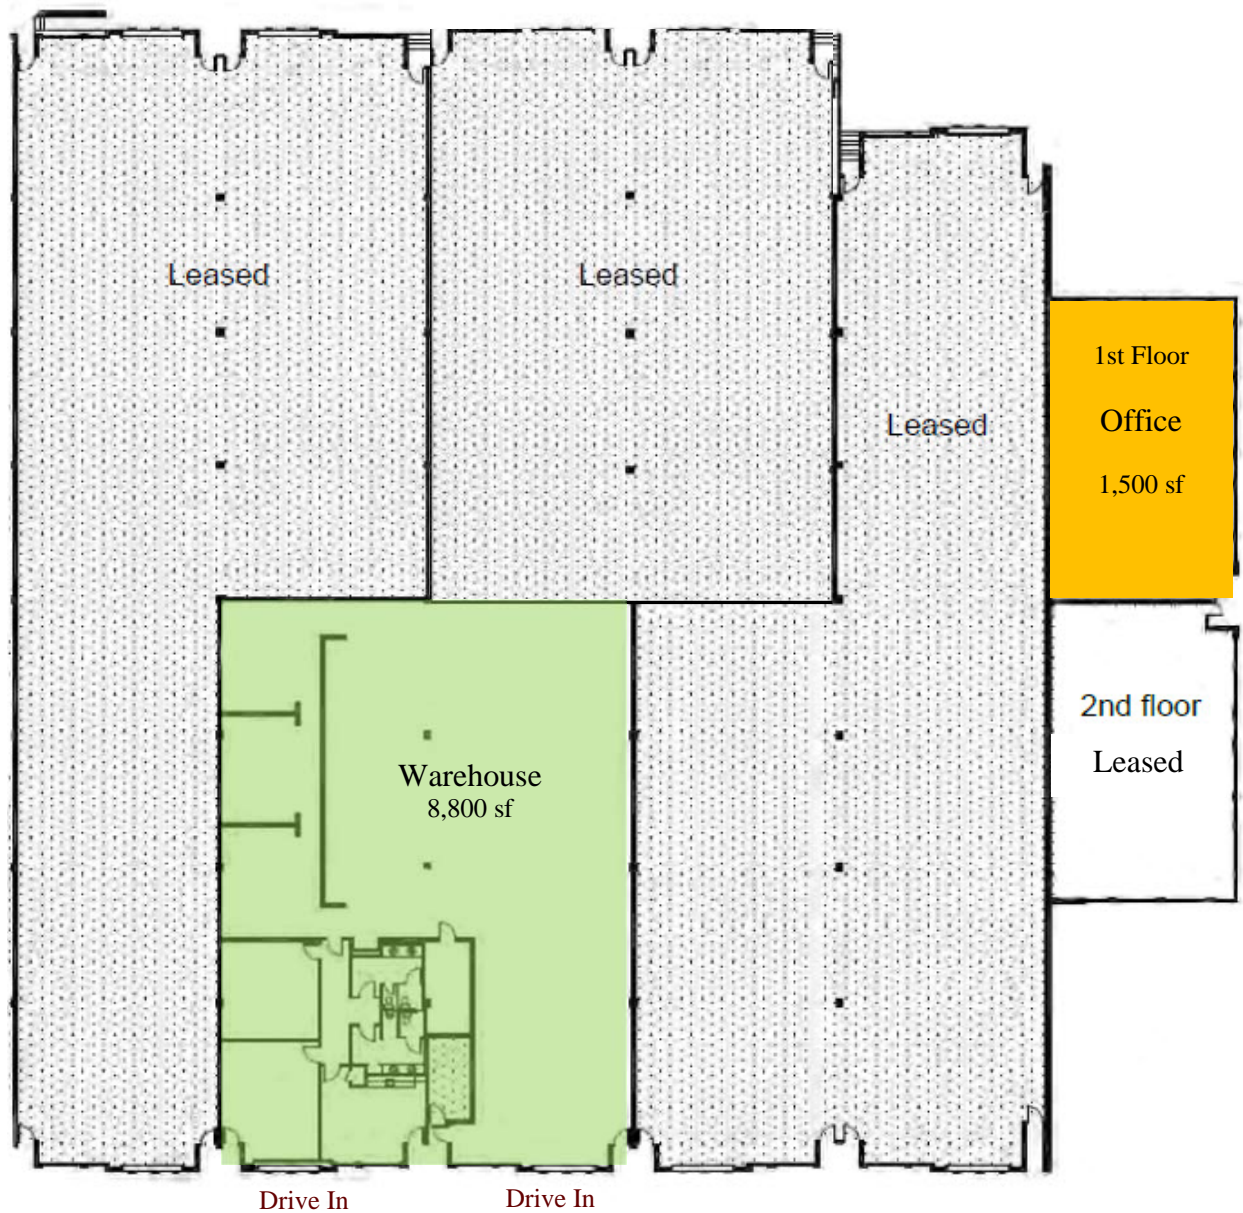 Leased
Leased
1st Floor
Office
1,500 sf
Leased
2nd floor
Leased
Warehouse
8,800 sf
Drive In
Drive In